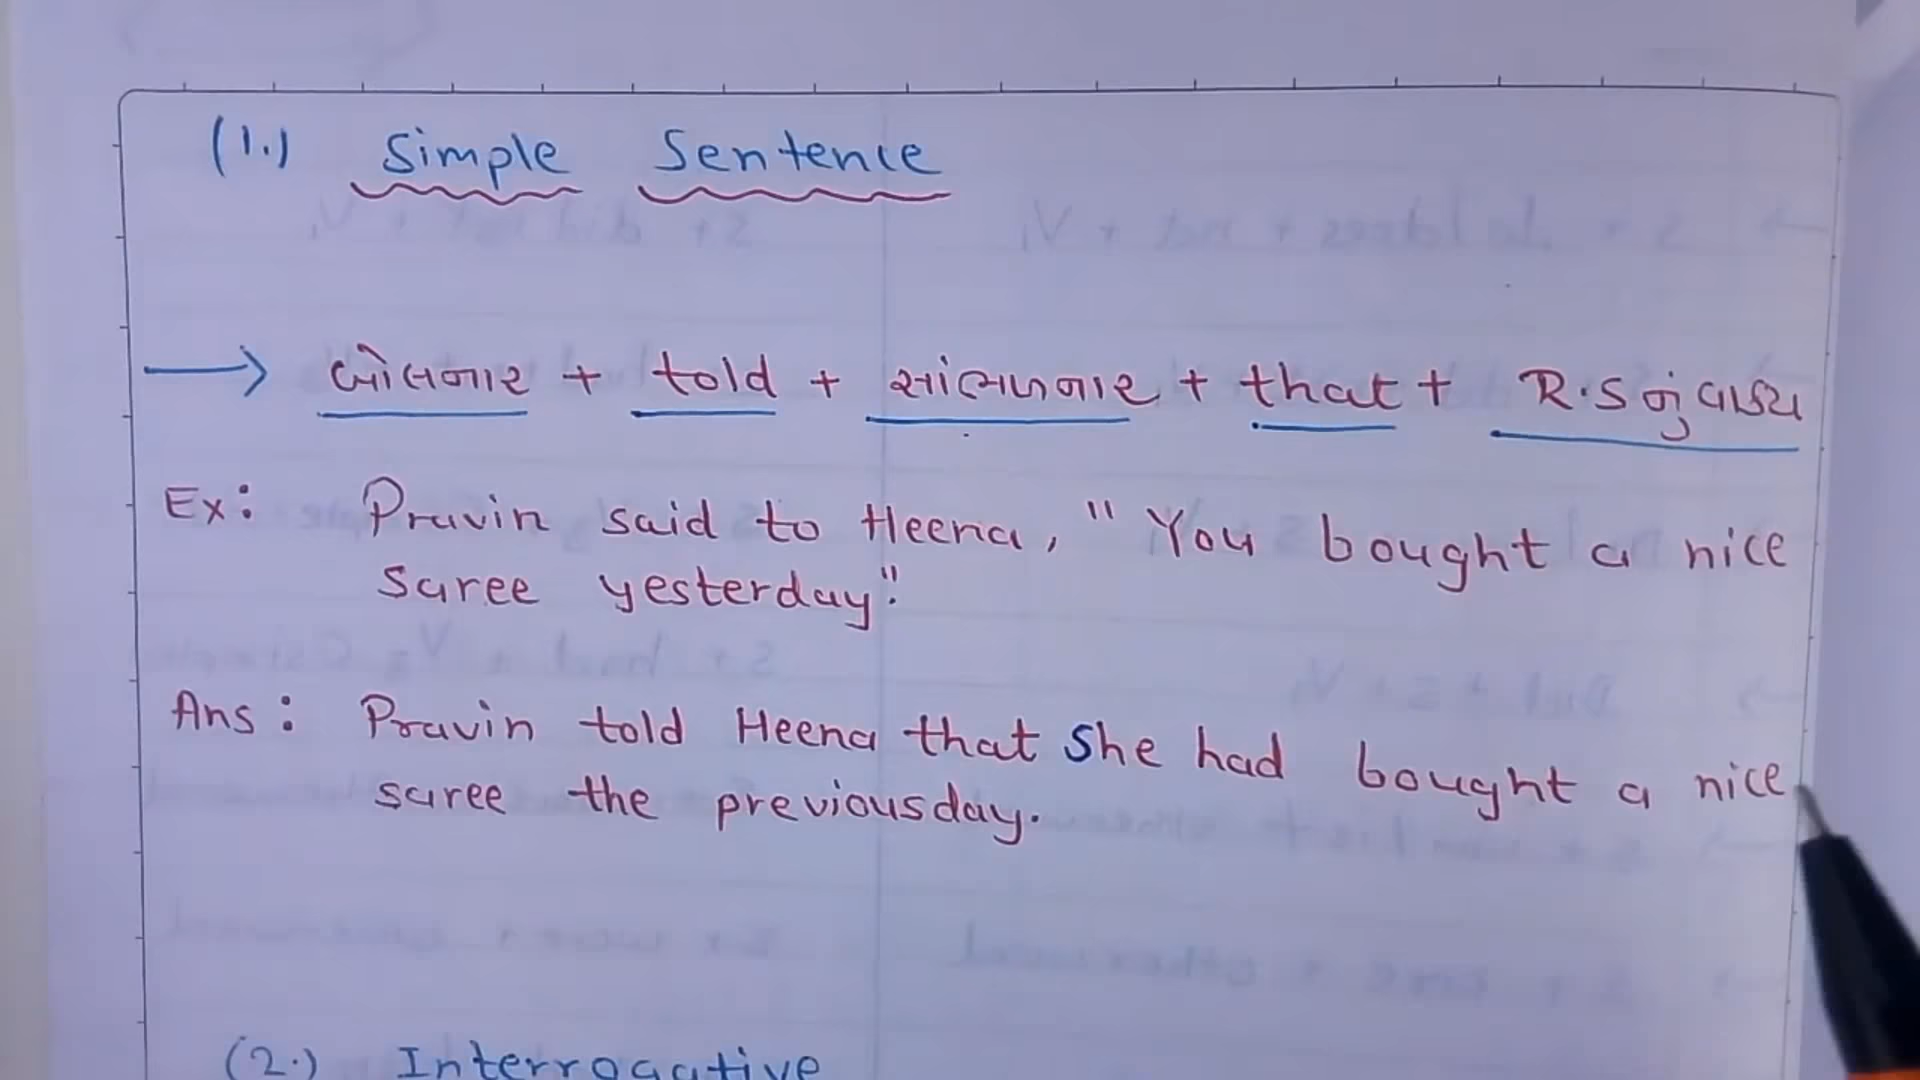 (1.) Simple Sentence
→ બોલનાર + told + સાંભળનાર + that + R.S નું વાક્ય
Ex: Pravin said to Heena, "You bought a nice
saree yesterday".
Ans: Pravin told Heena that She had bought a nice
saree the previousday.
(2.) Interrogative